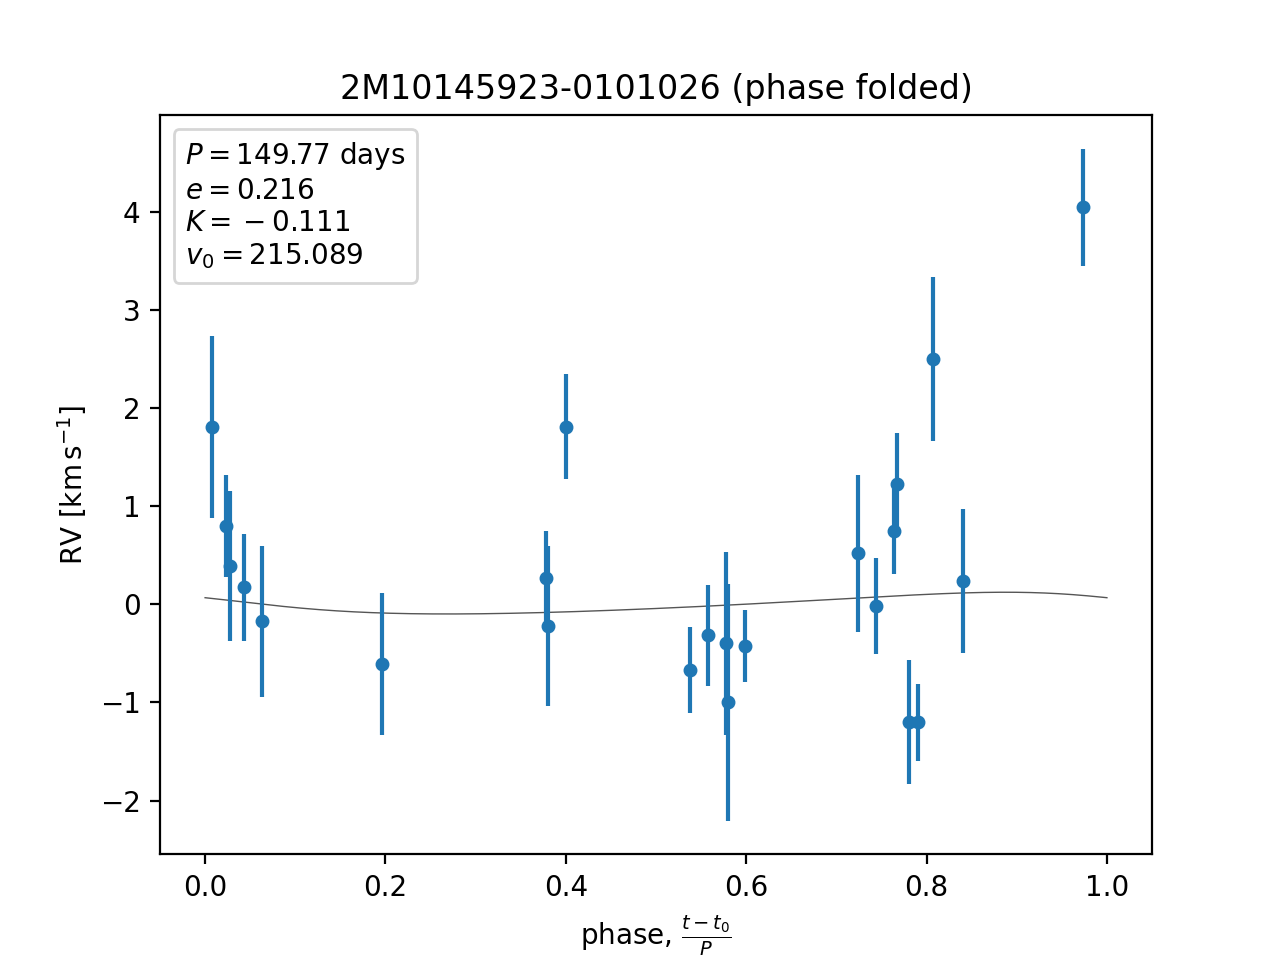 2M10145923-0101026 (phase folded)
P = 149.77 days
e = 0.216
K = −0.111
v₀ = 215.089
4
3
2
1
0
−1
−2
RV [km s⁻¹]
0.0 0.2 0.4 0.6 0.8 1.0
phase, (t − t₀)/P